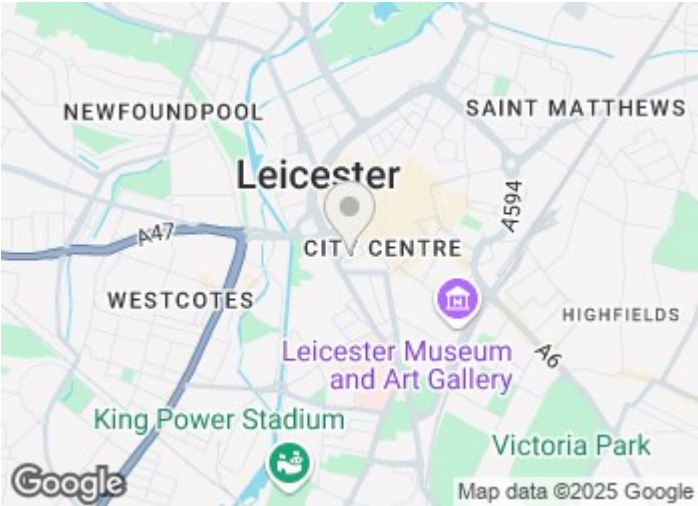 NEWFOUNDPOOL
SAINT MATTHEWS
Leicester
A594
A47
CITY CENTRE
WESTCOTES
HIGHFIELDS
Leicester Museum
and Art Gallery
A6
King Power Stadium
Victoria Park
Google
Map data ©2025 Google